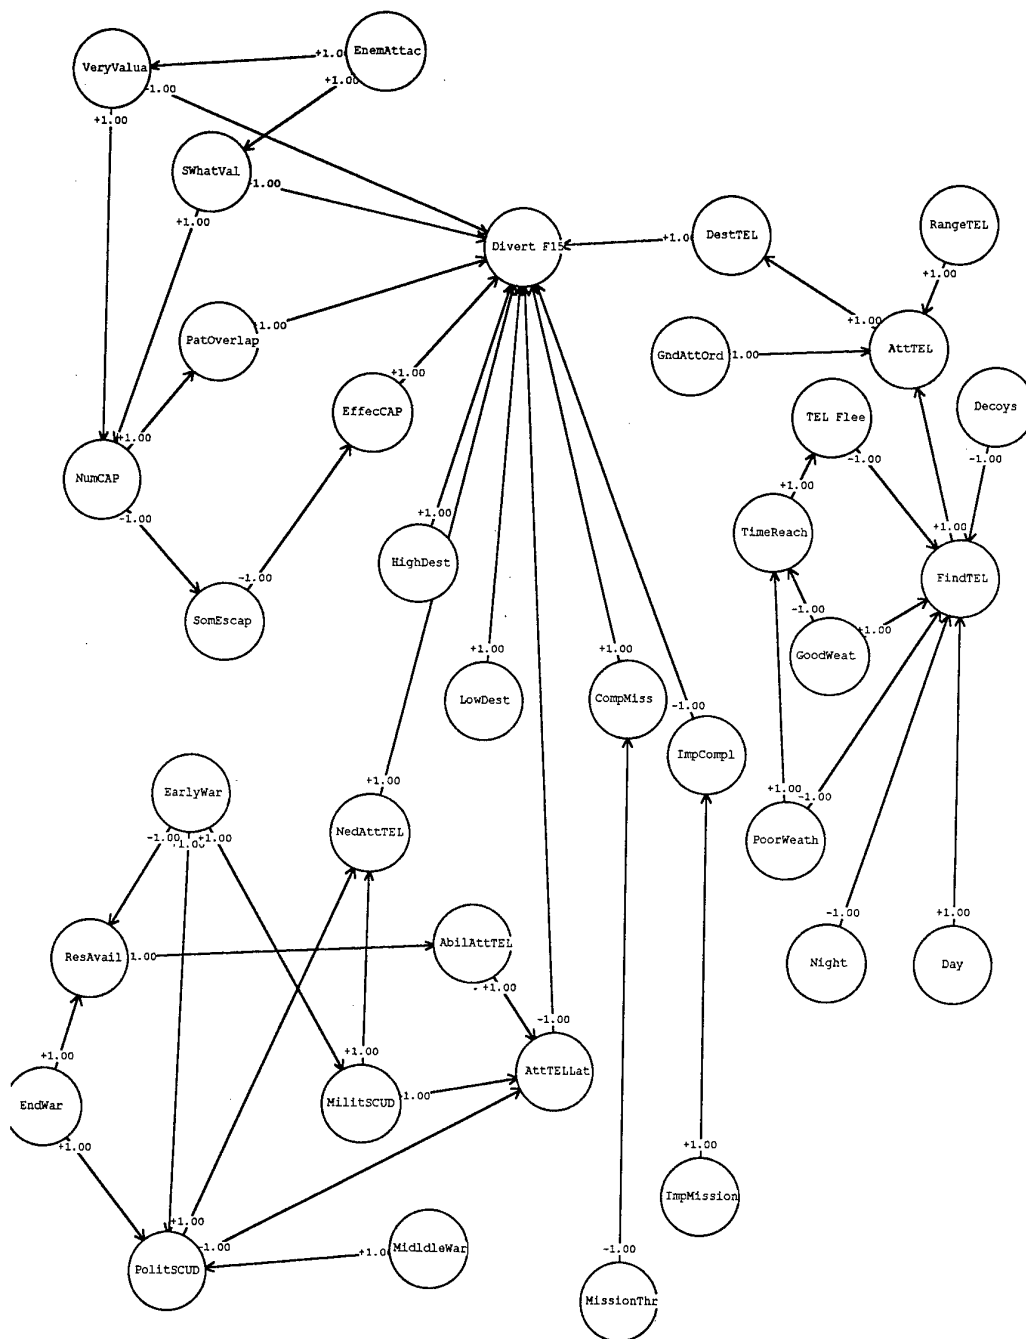 EnemAttac
+1.00
VeryValua
-1.00
+1.00
+1.00
SWhatVal
-1.00
+1.00
Divert F15
+1.0
DestTEL
RangeTEL
+1.00
+1.00
PatOverlap
+1.00
GndAttOrd
1.00
AttTEL
EffecCAP
+1.00
TEL Flee
Decoys
-1.00
-1.00
+1.00
NumCAP
-1.00
+1.00
TimeReach
+1.00
HighDest
+1.00
FindTEL
-1.00
SomEscap
-1.00
+1.00
GoodWeat
+1.00
LowDest
+1.00
CompMiss
-1.00
ImpCompl
EarlyWar
-1.00
+1.00
+1.00
NedAttTEL
+1.00
-1.00
PoorWeath
AbilAttTEL
ResAvail
1.00
+1.00
-1.00
Night
+1.00
Day
-1.00
+1.00
+1.00
AttTELLat
EndWar
MilitSCUD
1.00
+1.00
+1.00
ImpMission
+1.00
-1.00
PolitSCUD
+1.0
MidldleWar
-1.00
MissionThr